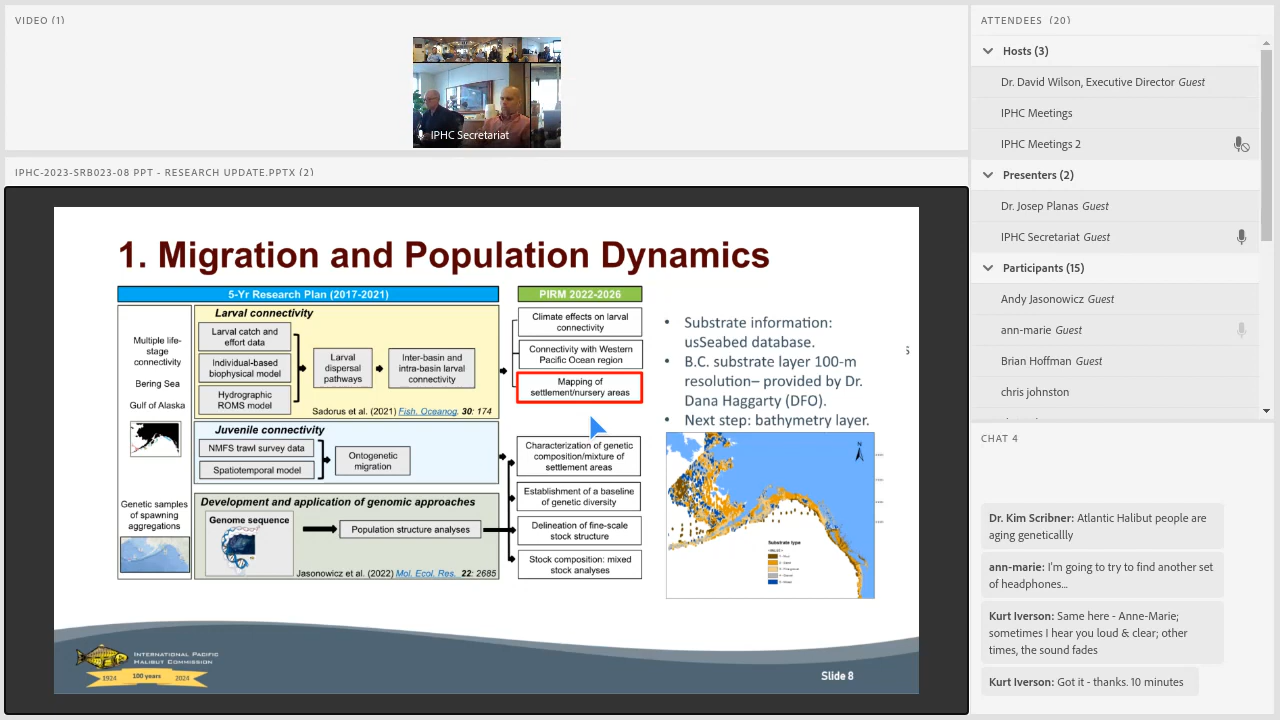 VIDEO (1)
IPHC Secretariat
IPHC-2023-SRB023-08 PPT - RESEARCH UPDATE.PPTX (2)
1. Migration and Population Dynamics
5-Yr Research Plan (2017-2021)
PIRM 2022-2026
Multiple life-
stage
connectivity
Bering Sea
Gulf of Alaska
Genetic samples
of spawning
aggregations
Larval connectivity
Larval catch and
effort data
Individual-based
biophysical model
Hydrographic
ROMS model
Larval
dispersal
pathways
Inter-basin and
intra-basin larval
connectivity
Sadorus et al. (2021) Fish. Oceanog. 30: 174
Juvenile connectivity
NMFS trawl survey data
Spatiotemporal model
Ontogenetic
migration
Development and application of genomic approaches
Genome sequence
Population structure analyses
Jasonowicz et al. (2022) Mol. Ecol. Res. 22: 2685
Climate effects on larval
connectivity
Connectivity with Western
Pacific Ocean region
Mapping of
settlement/nursery areas
Characterization of genetic
composition/mixture of
settlement areas
Establishment of a baseline
of genetic diversity
Delineation of fine-scale
stock structure
Stock composition: mixed
stock analyses
• Substrate information:
usSeabed database.
• B.C. substrate layer 100-m
resolution– provided by Dr.
Dana Haggarty (DFO).
• Next step: bathymetry layer.
s
N
Substrate type
INTERNATIONAL PACIFIC
HALIBUT COMMISSION
1924 100 years 2024
Slide 8
ATTENDEES (20)
Hosts (3)
Dr. David Wilson, Executive Director Guest
IPHC Meetings
IPHC Meetings 2
Presenters (2)
Dr. Josep Planas Guest
IPHC Secretariat Guest
Participants (15)
Andy Jasonowicz Guest
ann-marie Guest
Brian Hoffman Guest
chris johnston
CHAT 4
Dr. Kim Scribner: Atlantic Halibut people are
aging geneticallly
ann-marie: I'm going to try to find another set
of headphones...
Kurt Iverson: Same here - Anne-Marie;
sometimes I hear you loud & clear; other
times the sound cuts out a bit
Kurt Iverson: Got it - thanks. 10 minutes